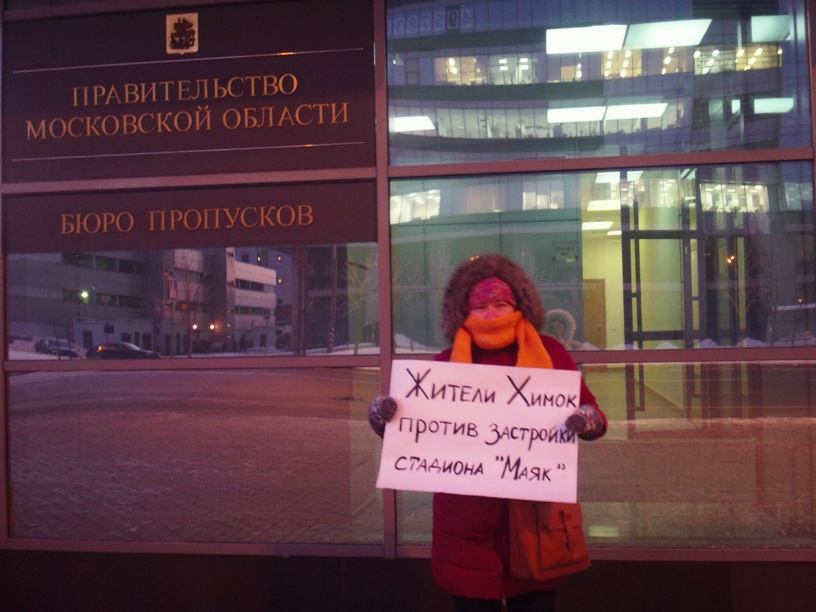 ПРАВИТЕЛЬСТВО
МОСКОВСКОЙ ОБЛАСТИ
БЮРО ПРОПУСКОВ
Жители Химок
против застройки
стадиона "Маяк"